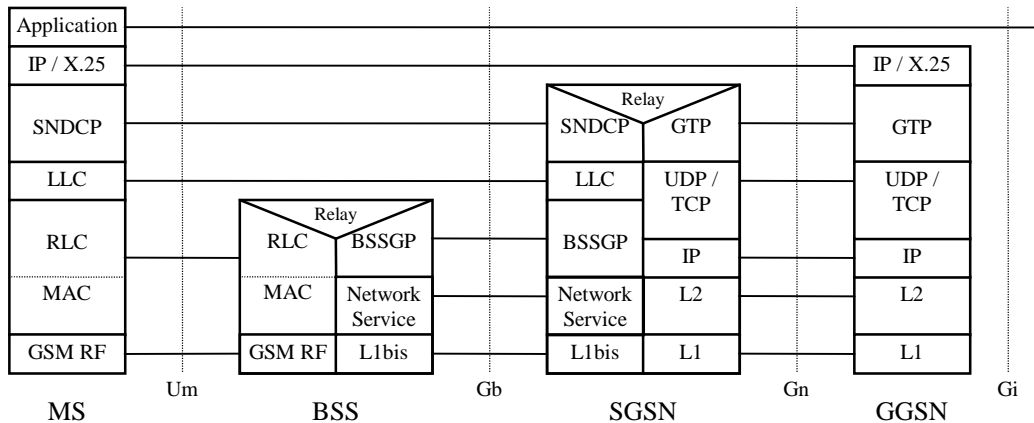 Application
IP / X.25
IP / X.25
Relay
SNDCP
SNDCP
GTP
GTP
LLC
LLC
UDP /
TCP
UDP /
TCP
Relay
RLC
RLC
BSSGP
BSSGP
IP
IP
MAC
MAC
Network
Service
Network
Service
L2
L2
GSM RF
GSM RF
L1bis
L1bis
L1
L1
Um
Gb
Gn
Gi
MS
BSS
SGSN
GGSN